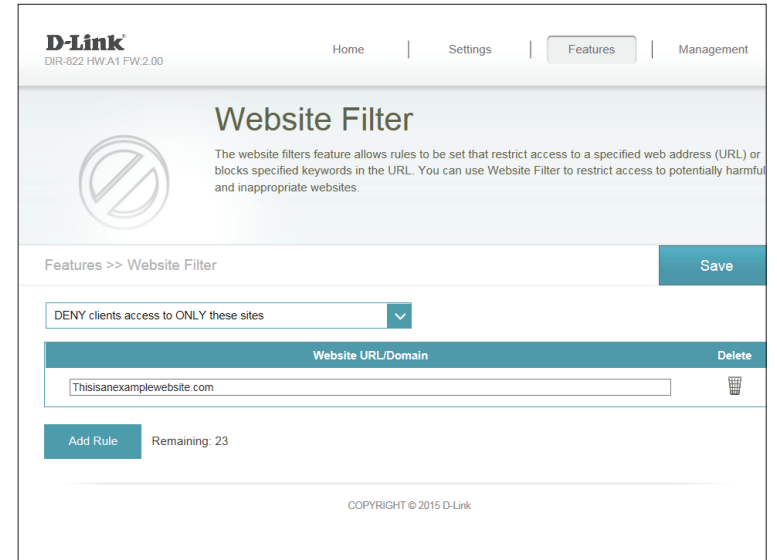 D-Link
DIR-822 HW:A1 FW:2.00
Home | Settings | Features | Management
Website Filter
The website filters feature allows rules to be set that restrict access to a specified web address (URL) or
blocks specified keywords in the URL. You can use Website Filter to restrict access to potentially harmful
and inappropriate websites.
Features >> Website Filter
Save
DENY clients access to ONLY these sites
Website URL/Domain
Delete
Thisisanexamplewebsite.com
Add Rule
Remaining: 23
COPYRIGHT © 2015 D-Link